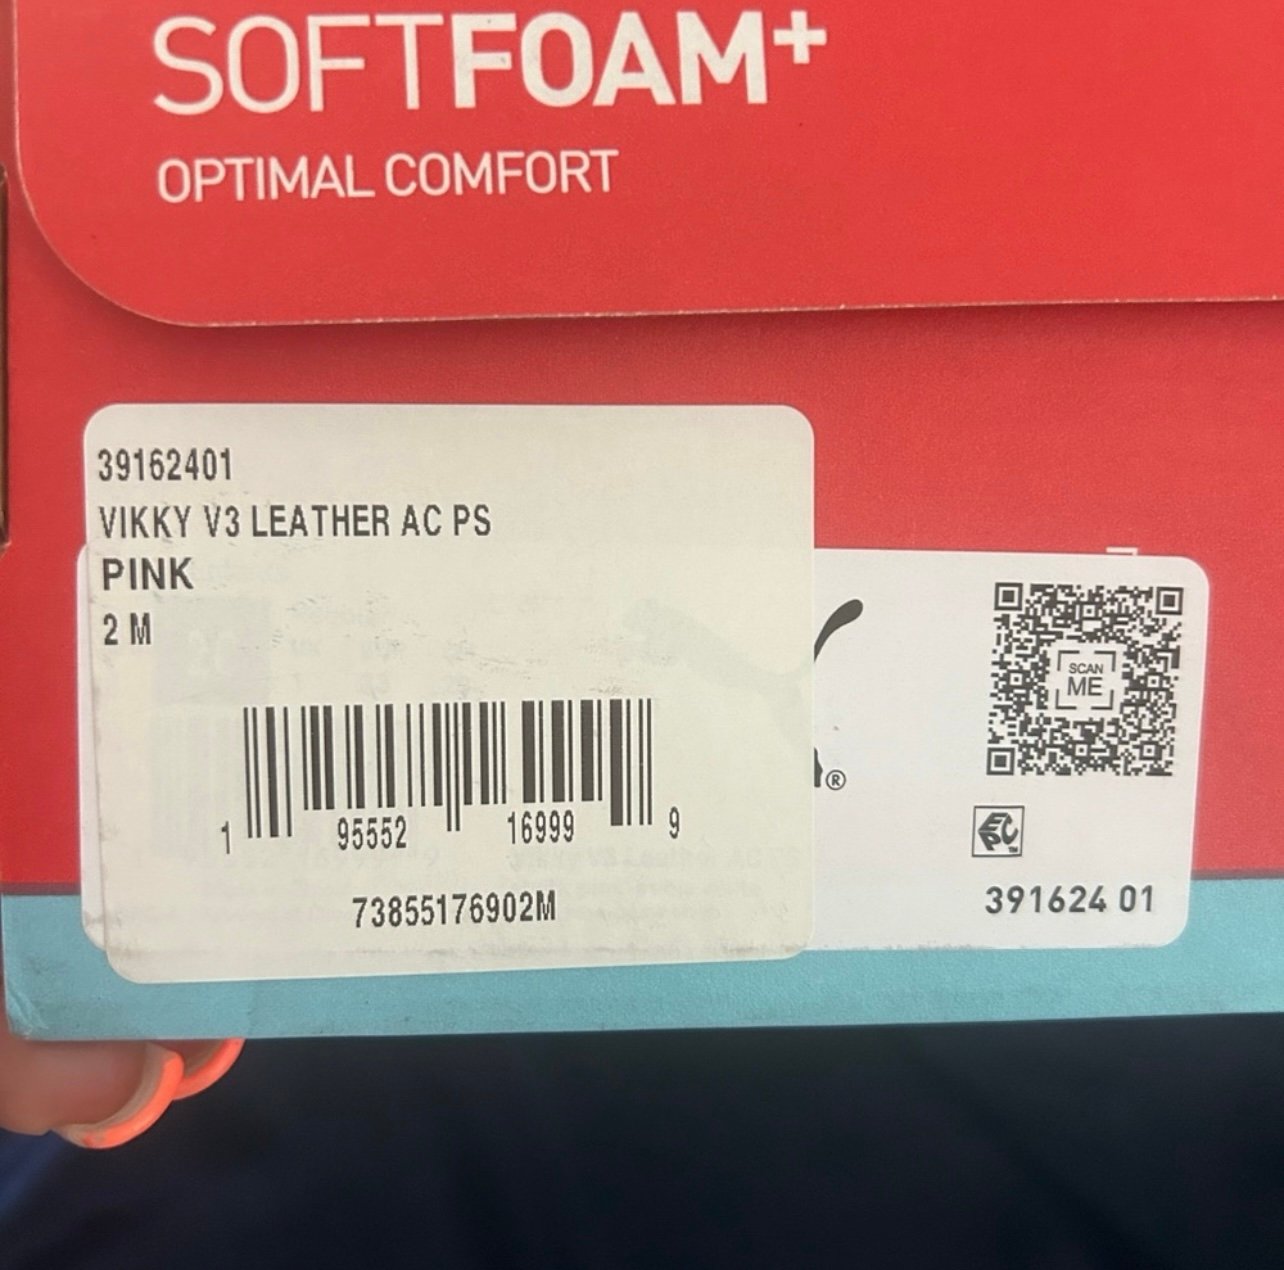 SOFTFOAM+
OPTIMAL COMFORT
39162401
VIKKY V3 LEATHER AC PS
PINK
2 M
1 95552 16999 9
73855176902M
®
SCAN
ME
EPC
391624 01